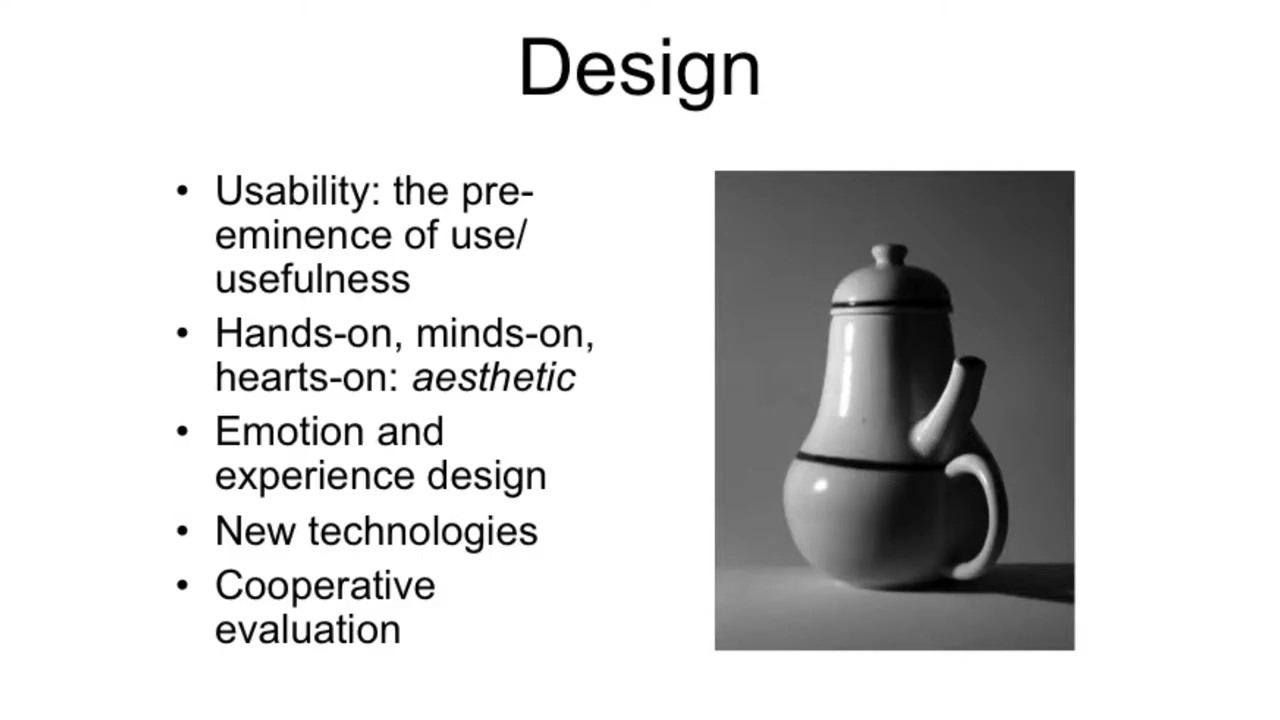 Design
• Usability: the pre-
eminence of use/
usefulness
• Hands-on, minds-on,
hearts-on: aesthetic
• Emotion and
experience design
• New technologies
• Cooperative
evaluation